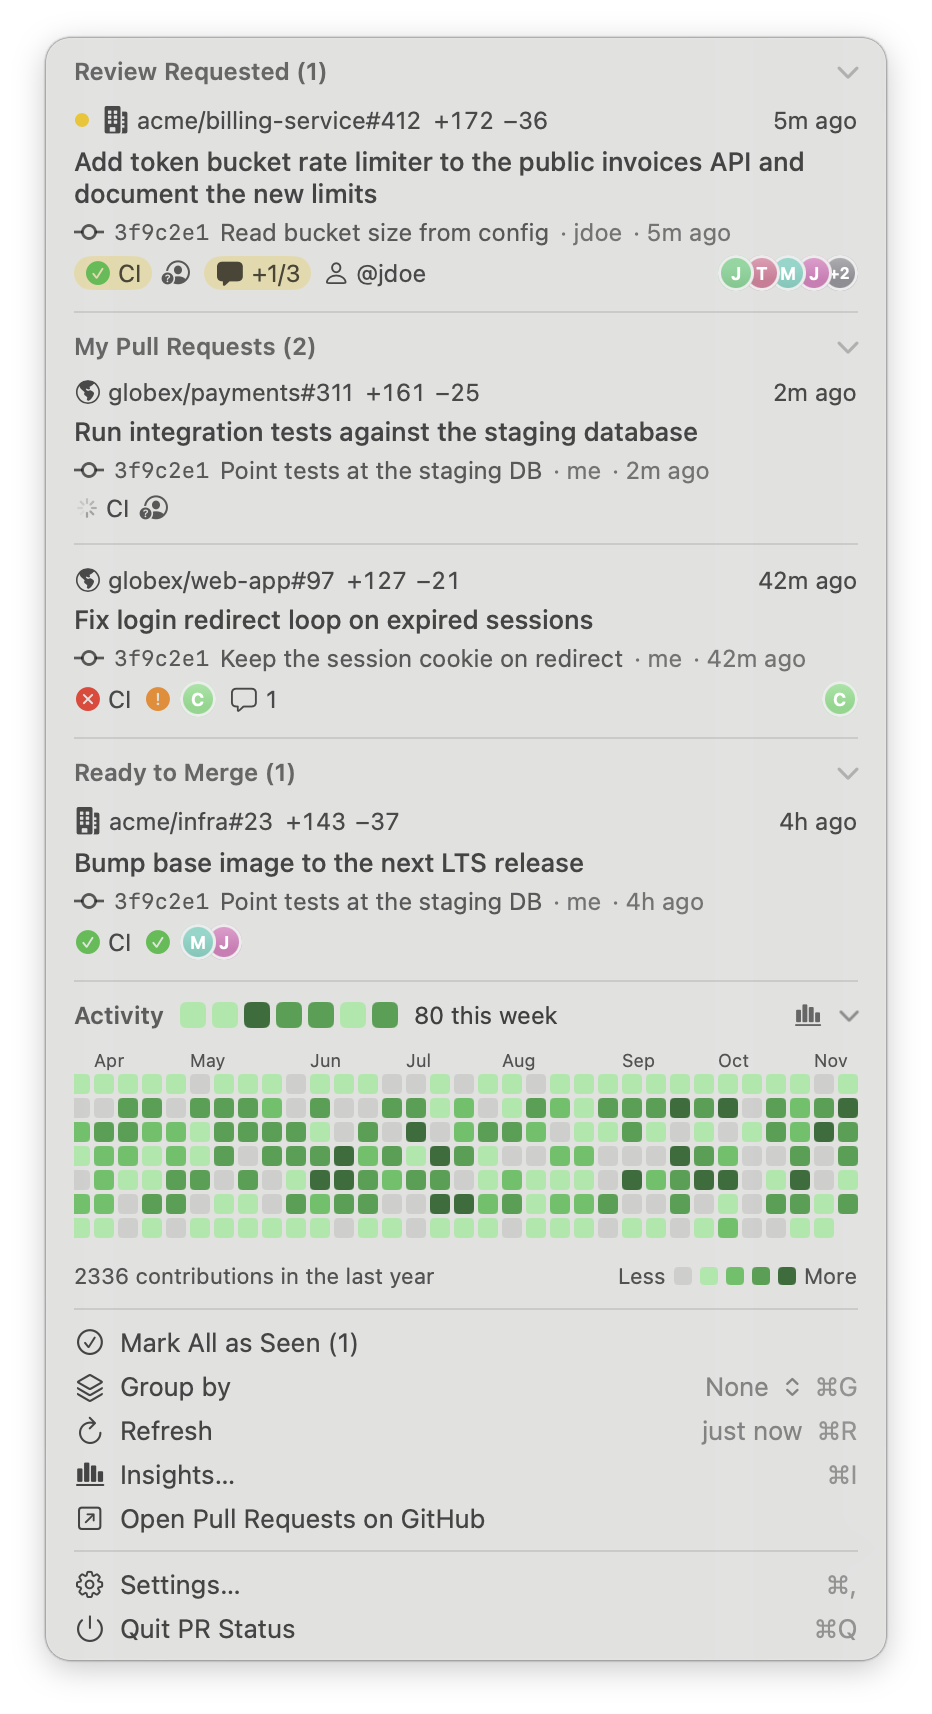 Review Requested (1)
acme/billing-service#412 +172 −36 5m ago
Add token bucket rate limiter to the public invoices API and
document the new limits
3f9c2e1 Read bucket size from config · jdoe · 5m ago
CI ? +1/3 @jdoe J T M J +2
My Pull Requests (2)
globex/payments#311 +161 −25 2m ago
Run integration tests against the staging database
3f9c2e1 Point tests at the staging DB · me · 2m ago
CI ?
globex/web-app#97 +127 −21 42m ago
Fix login redirect loop on expired sessions
3f9c2e1 Keep the session cookie on redirect · me · 42m ago
CI ! C 1 C
Ready to Merge (1)
acme/infra#23 +143 −37 4h ago
Bump base image to the next LTS release
3f9c2e1 Point tests at the staging DB · me · 4h ago
CI M J
Activity 80 this week
Apr May Jun Jul Aug Sep Oct Nov
2336 contributions in the last year Less More
Mark All as Seen (1)
Group by None ⌘G
Refresh just now ⌘R
Insights... ⌘I
Open Pull Requests on GitHub
Settings... ⌘,
Quit PR Status ⌘Q